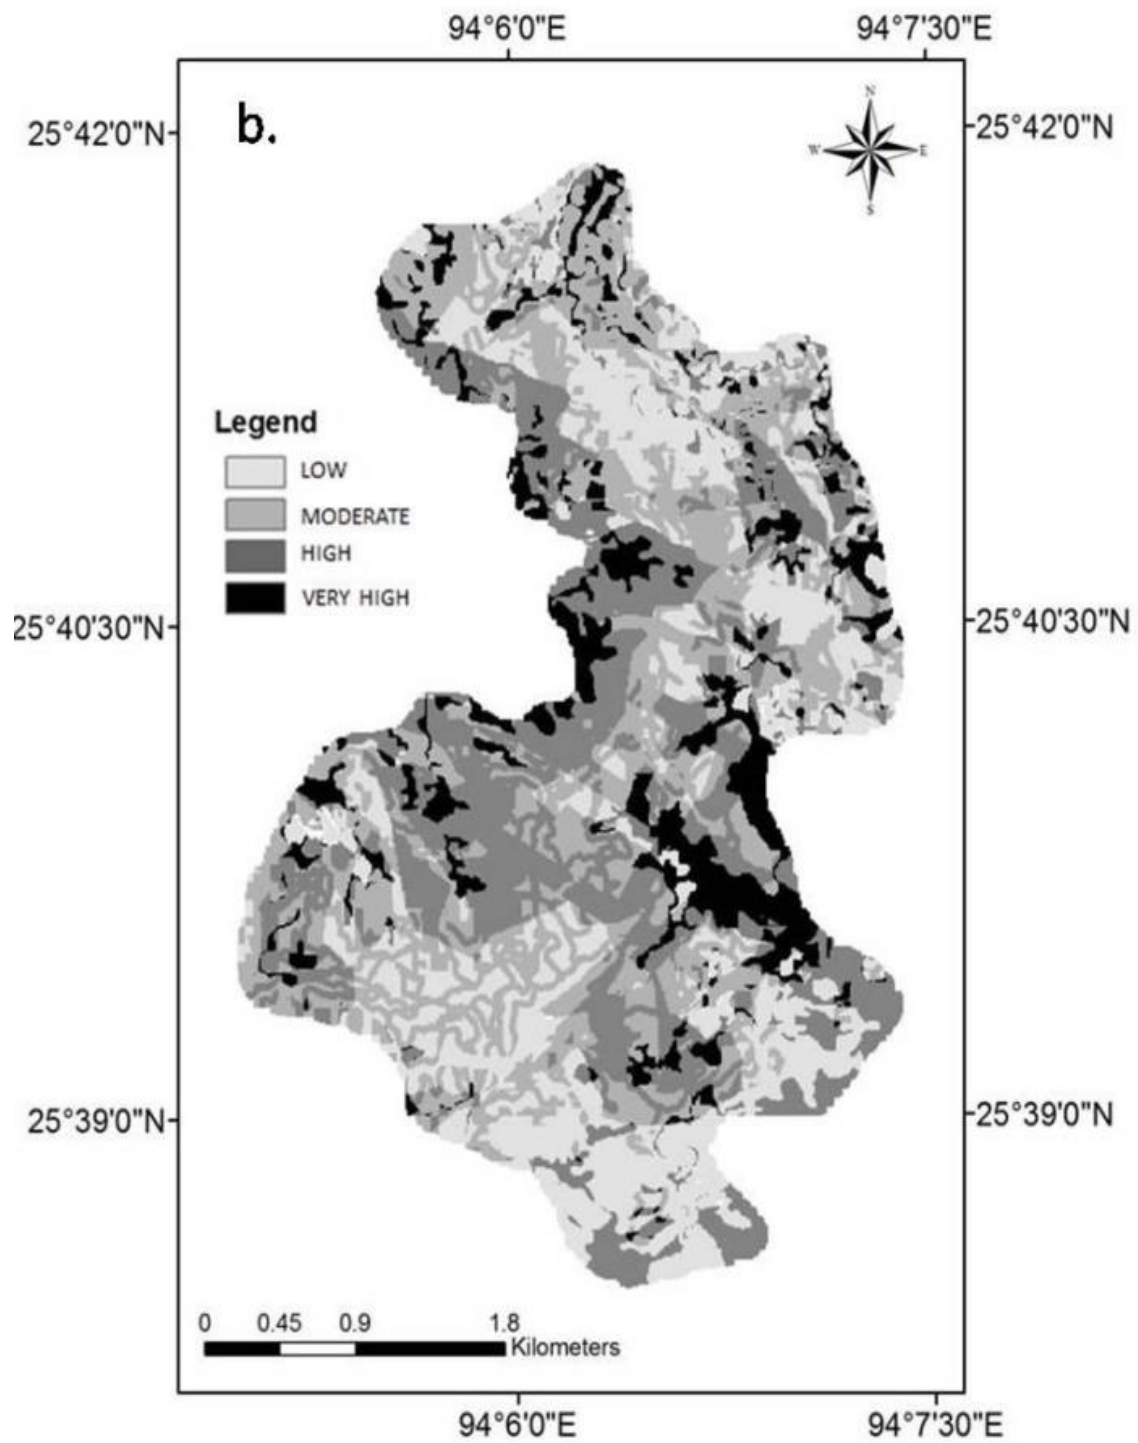 94°6'0"E 94°7'30"E
b.
N
25°42'0"N 25°42'0"N
W E
S
Legend
LOW
MODERATE
HIGH
VERY HIGH
25°40'30"N 25°40'30"N
25°39'0"N 25°39'0"N
0 0.45 0.9 1.8
Kilometers
94°6'0"E 94°7'30"E